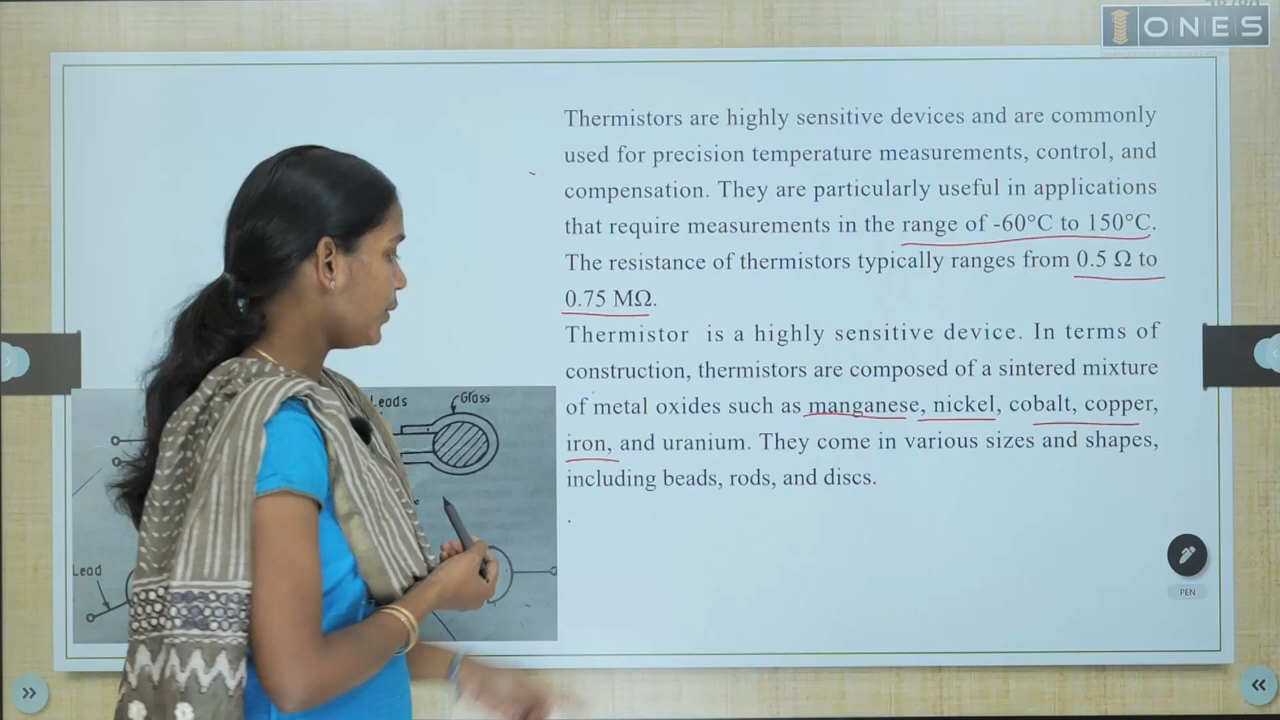 ONES
Thermistors are highly sensitive devices and are commonly
used for precision temperature measurements, control, and
compensation. They are particularly useful in applications
that require measurements in the range of -60°C to 150°C.
The resistance of thermistors typically ranges from 0.5 Ω to
0.75 MΩ.
Thermistor is a highly sensitive device. In terms of
construction, thermistors are composed of a sintered mixture
of metal oxides such as manganese, nickel, cobalt, copper,
iron, and uranium. They come in various sizes and shapes,
including beads, rods, and discs.
Leads
Glass
Lead
PEN